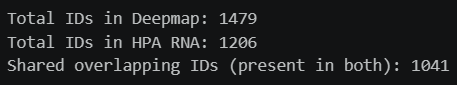 Total IDs in Deepmap: 1479
Total IDs in HPA RNA: 1206
Shared overlapping IDs (present in both): 1041